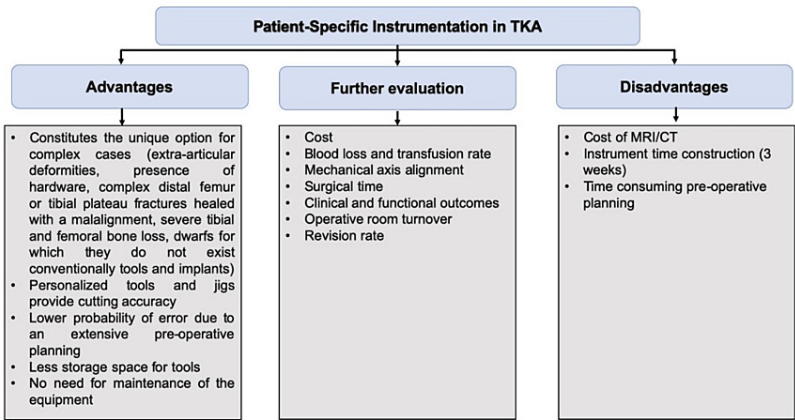 Patient-Specific Instrumentation in TKA
Advantages
• Constitutes the unique option for
complex cases (extra-articular
deformities, presence of
hardware, complex distal femur
or tibial plateau fractures healed
with a malalignment, severe tibial
and femoral bone loss, dwarfs for
which they do not exist
conventionally tools and implants)
• Personalized tools and jigs
provide cutting accuracy
• Lower probability of error due to
an extensive pre-operative
planning
• Less storage space for tools
• No need for maintenance of the
equipment
Further evaluation
• Cost
• Blood loss and transfusion rate
• Mechanical axis alignment
• Surgical time
• Clinical and functional outcomes
• Operative room turnover
• Revision rate
Disadvantages
• Cost of MRI/CT
• Instrument time construction (3
weeks)
• Time consuming pre-operative
planning